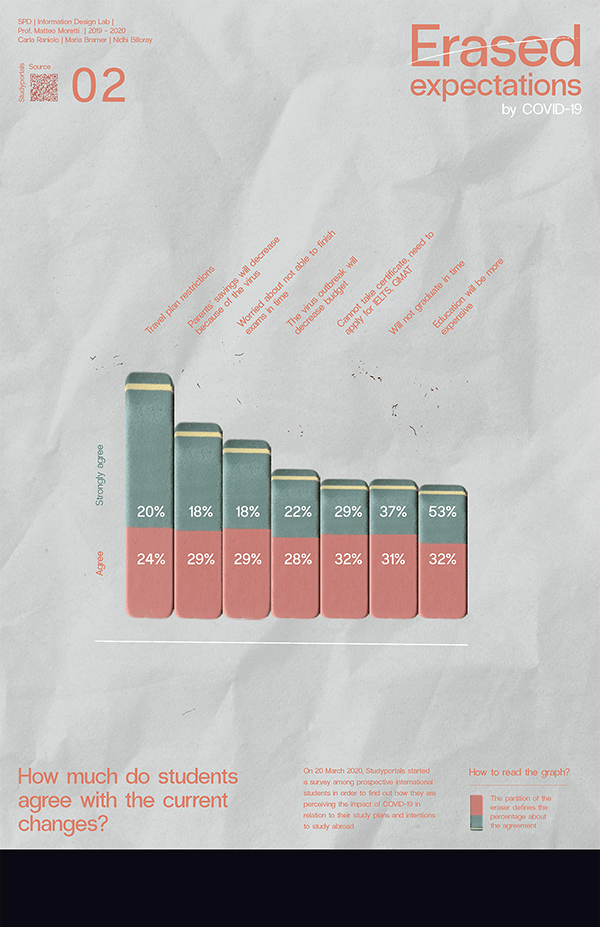 SPD | Information Design Lab |
Prof. Matteo Moretti | 2019 - 2020
Carla Raniolo | Maria Bramer | Nidhi Billoray
Source
Studyportals
02
Erased
expectations
by COVID-19
Travel plan restrictions
Parents' savings will decrease
because of the virus
Worried about not able to finish
exams in time
The virus outbreak will
decrease budget
Cannot take certificate, need to
apply for IELTS, GMAT
Will not graduate in time
Education will be more
expensive
Strongly agree
20% 18% 18% 22% 29% 37% 53%
Agree
24% 29% 29% 28% 32% 31% 32%
How much do students
agree with the current
changes?
On 20 March 2020, Studyportals started
a survey among prospective international
students in order to find out how they are
perceiving the impact of COVID-19 in
relation to their study plans and intentions
to study abroad
How to read the graph?
The partition of the
eraser defines the
percentage about
the agreement